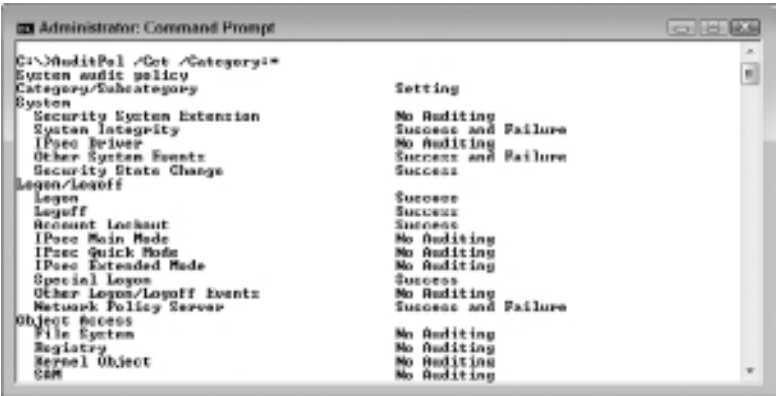 Administrator: Command Prompt
C:\>AuditPol /Get /Category:*
System audit policy
Category/Subcategory Setting
System
Security System Extension No Auditing
System Integrity Success and Failure
IPsec Driver No Auditing
Other System Events Success and Failure
Security State Change Success
Logon/Logoff
Logon Success
Logoff Success
Account Lockout Success
IPsec Main Mode No Auditing
IPsec Quick Mode No Auditing
IPsec Extended Mode No Auditing
Special Logon Success
Other Logon/Logoff Events No Auditing
Network Policy Server Success and Failure
Object Access
File System No Auditing
Registry No Auditing
Kernel Object No Auditing
SAM No Auditing